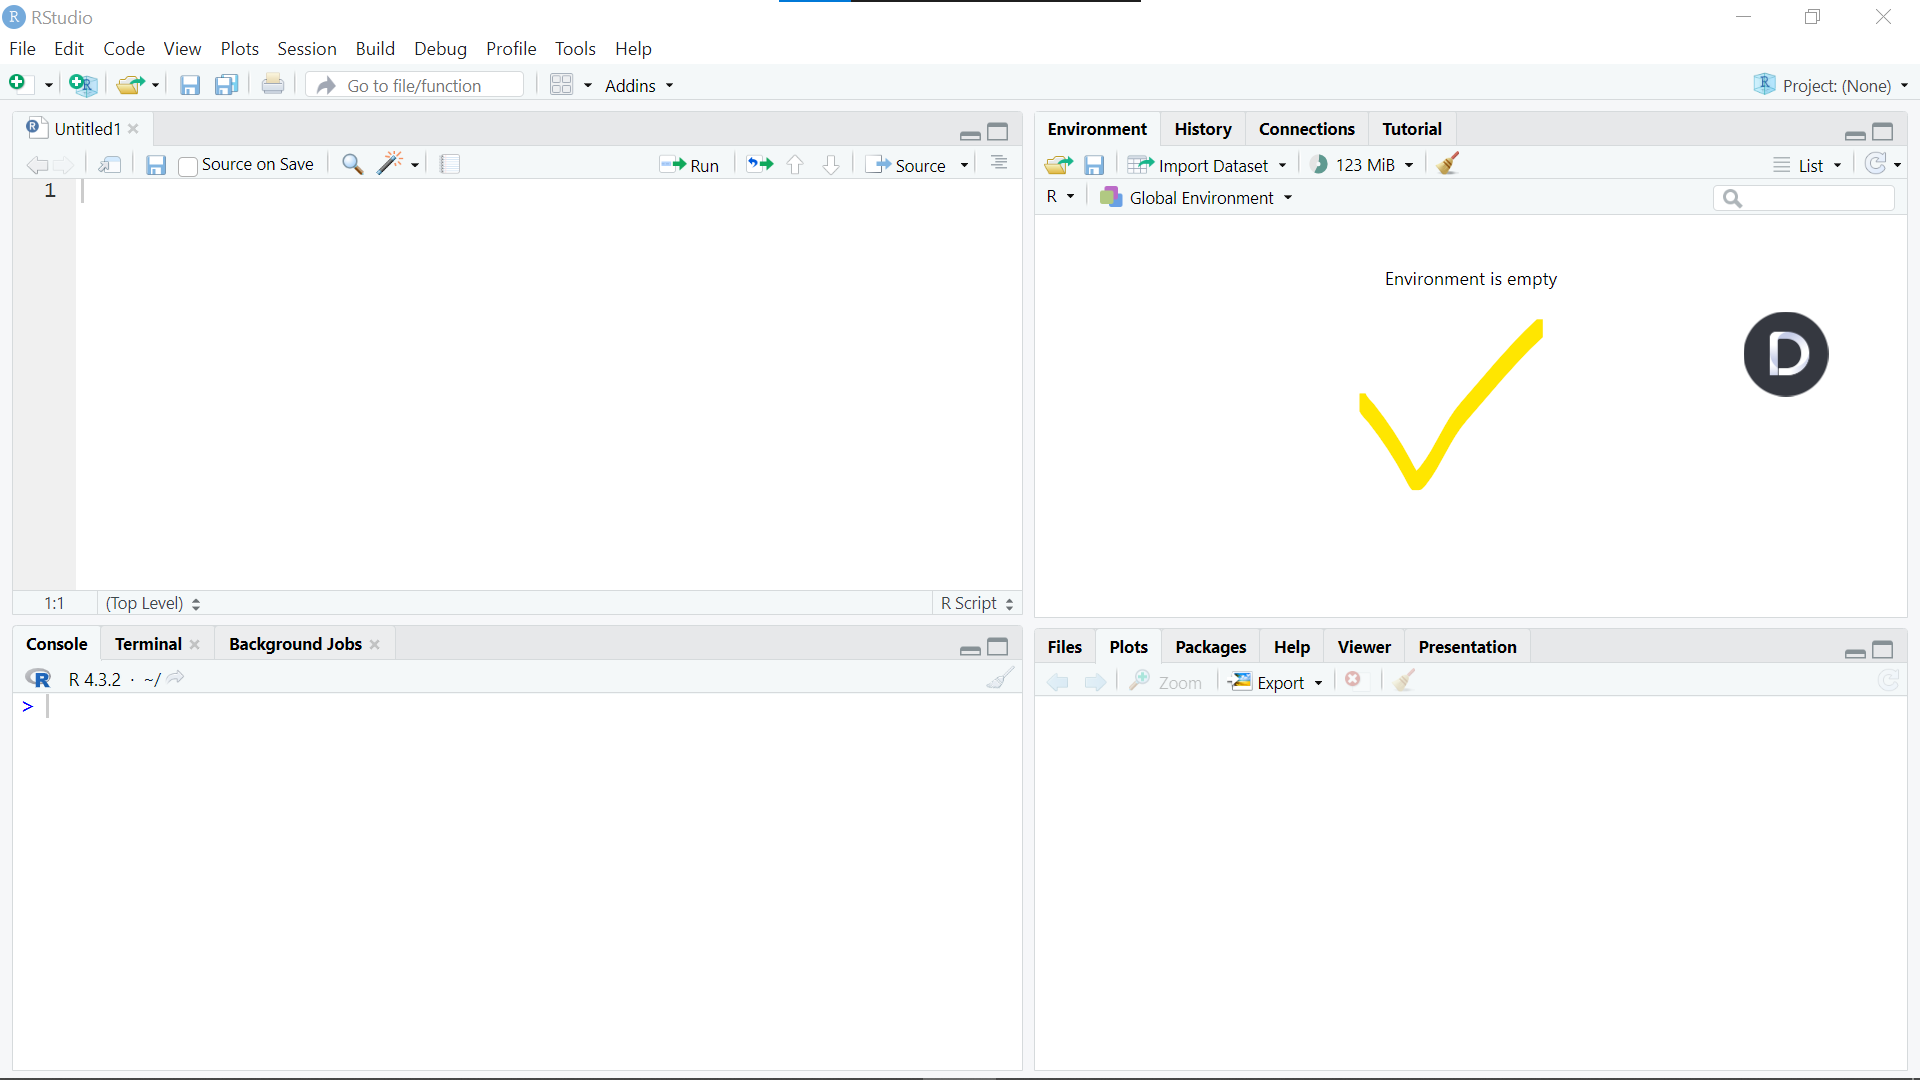 RStudio
File Edit Code View Plots Session Build Debug Profile Tools Help
Go to file/function Addins Project: (None)
Untitled1
Source on Save Run Source
1
1:1 (Top Level) R Script
Console Terminal Background Jobs
R 4.3.2 · ~/
>
Environment History Connections Tutorial
Import Dataset 123 MiB List
R Global Environment
Environment is empty
D
Files Plots Packages Help Viewer Presentation
Zoom Export